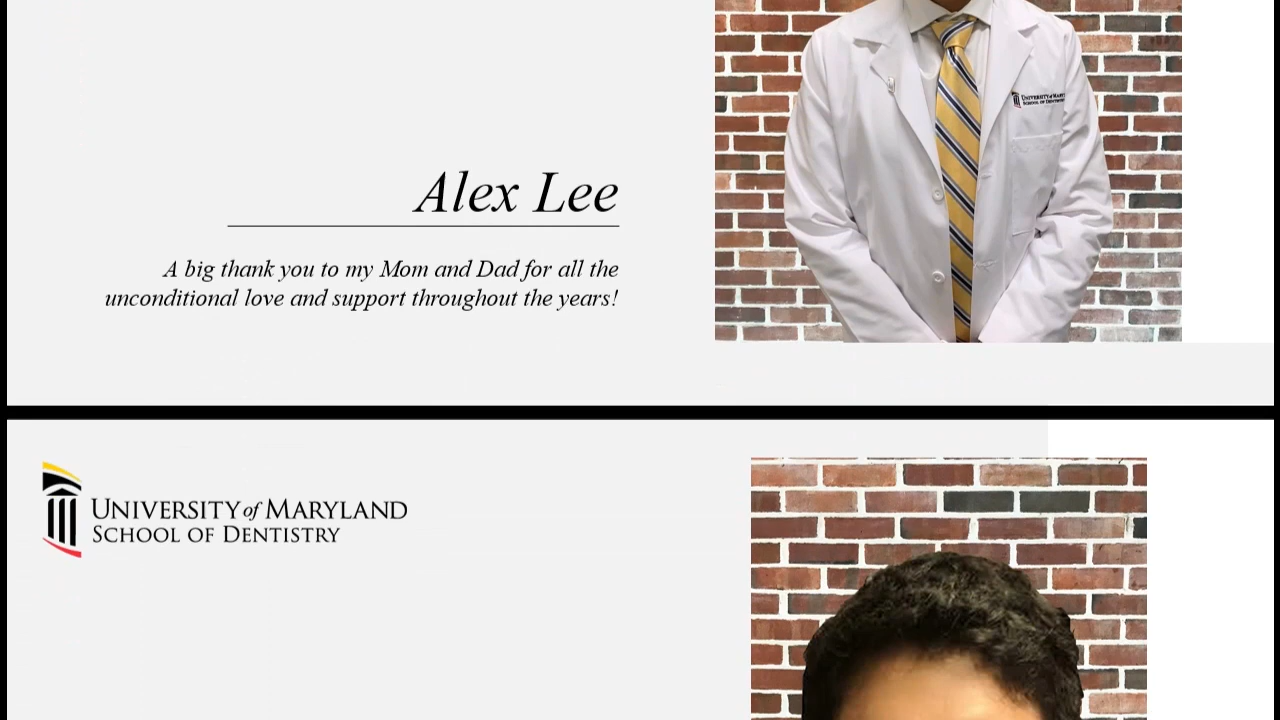 Alex Lee
A big thank you to my Mom and Dad for all the
unconditional love and support throughout the years!
UNIVERSITY of MARYLAND
SCHOOL OF DENTISTRY